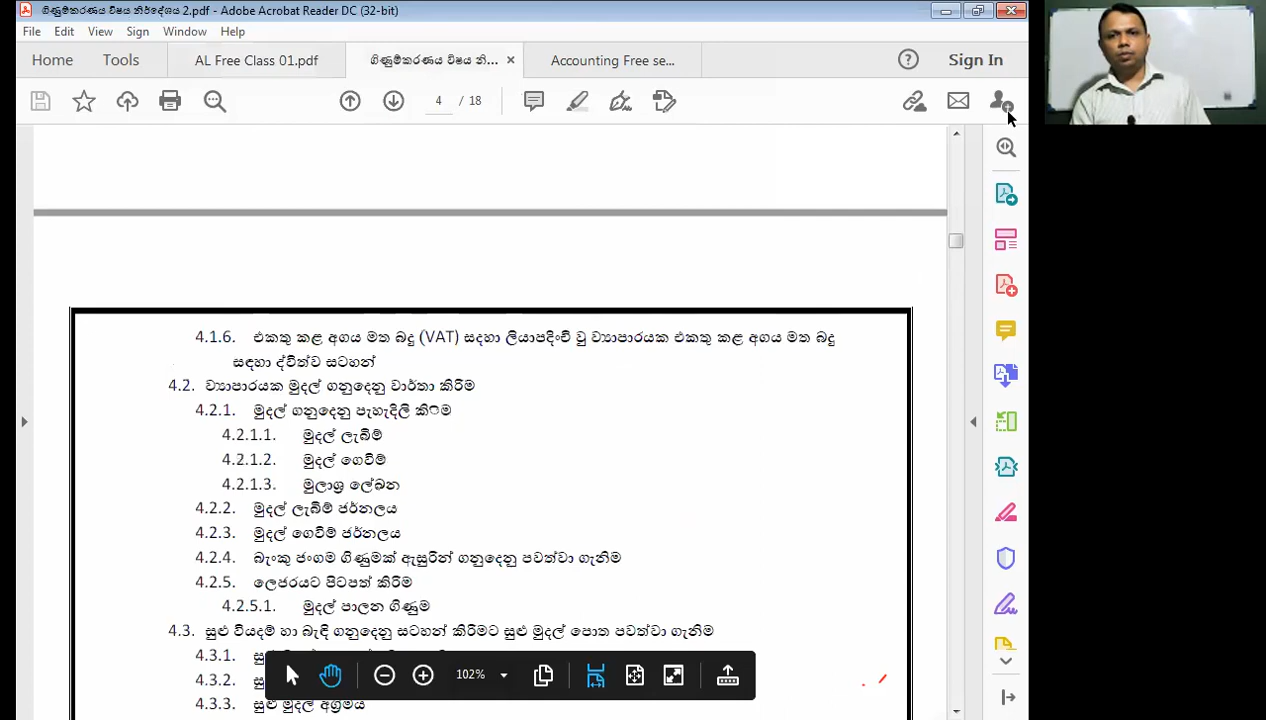 ගිණුම්කරණය විෂය නිර්දේශය 2.pdf - Adobe Acrobat Reader DC (32-bit)
File Edit View Sign Window Help
Home Tools AL Free Class 01.pdf ගිණුම්කරණය විෂය නි... Accounting Free se... Sign In
4 / 18
4.1.6. එකතු කළ අගය මත බදු (VAT) සදහා ලියාපදිංචි වු ව්‍යාපාරයක එකතු කළ අගය මත බදු
සඳහා ද්විත්ව සටහන්
4.2. ව්‍යාපාරයක මුදල් ගනුදෙනු වාර්තා කිරීම
4.2.1. මුදල් ගනුදෙනු පැහැදිලි කිිම
4.2.1.1. මුදල් ලැබීම්
4.2.1.2. මුදල් ගෙවීම්
4.2.1.3. මුලාශ්‍ර ලේඛන
4.2.2. මුදල් ලැබීම් ජර්නලය
4.2.3. මුදල් ගෙවීම් ජර්නලය
4.2.4. බැංකු ජංගම ගිණුමක් ඇසුරින් ගනුදෙනු පවත්වා ගැනීම
4.2.5. ලෙජරයට පිටපත් කිරීම
4.2.5.1. මුදල් පාලන ගිණුම
4.3. සුළු වියදම් හා බැඳි ගනුදෙනු සටහන් කිරීමට සුළු මුදල් පොත පවත්වා ගැනීම
4.3.1.
4.3.2.
4.3.3. සුළු මුදල් අග්‍රිමය
102%